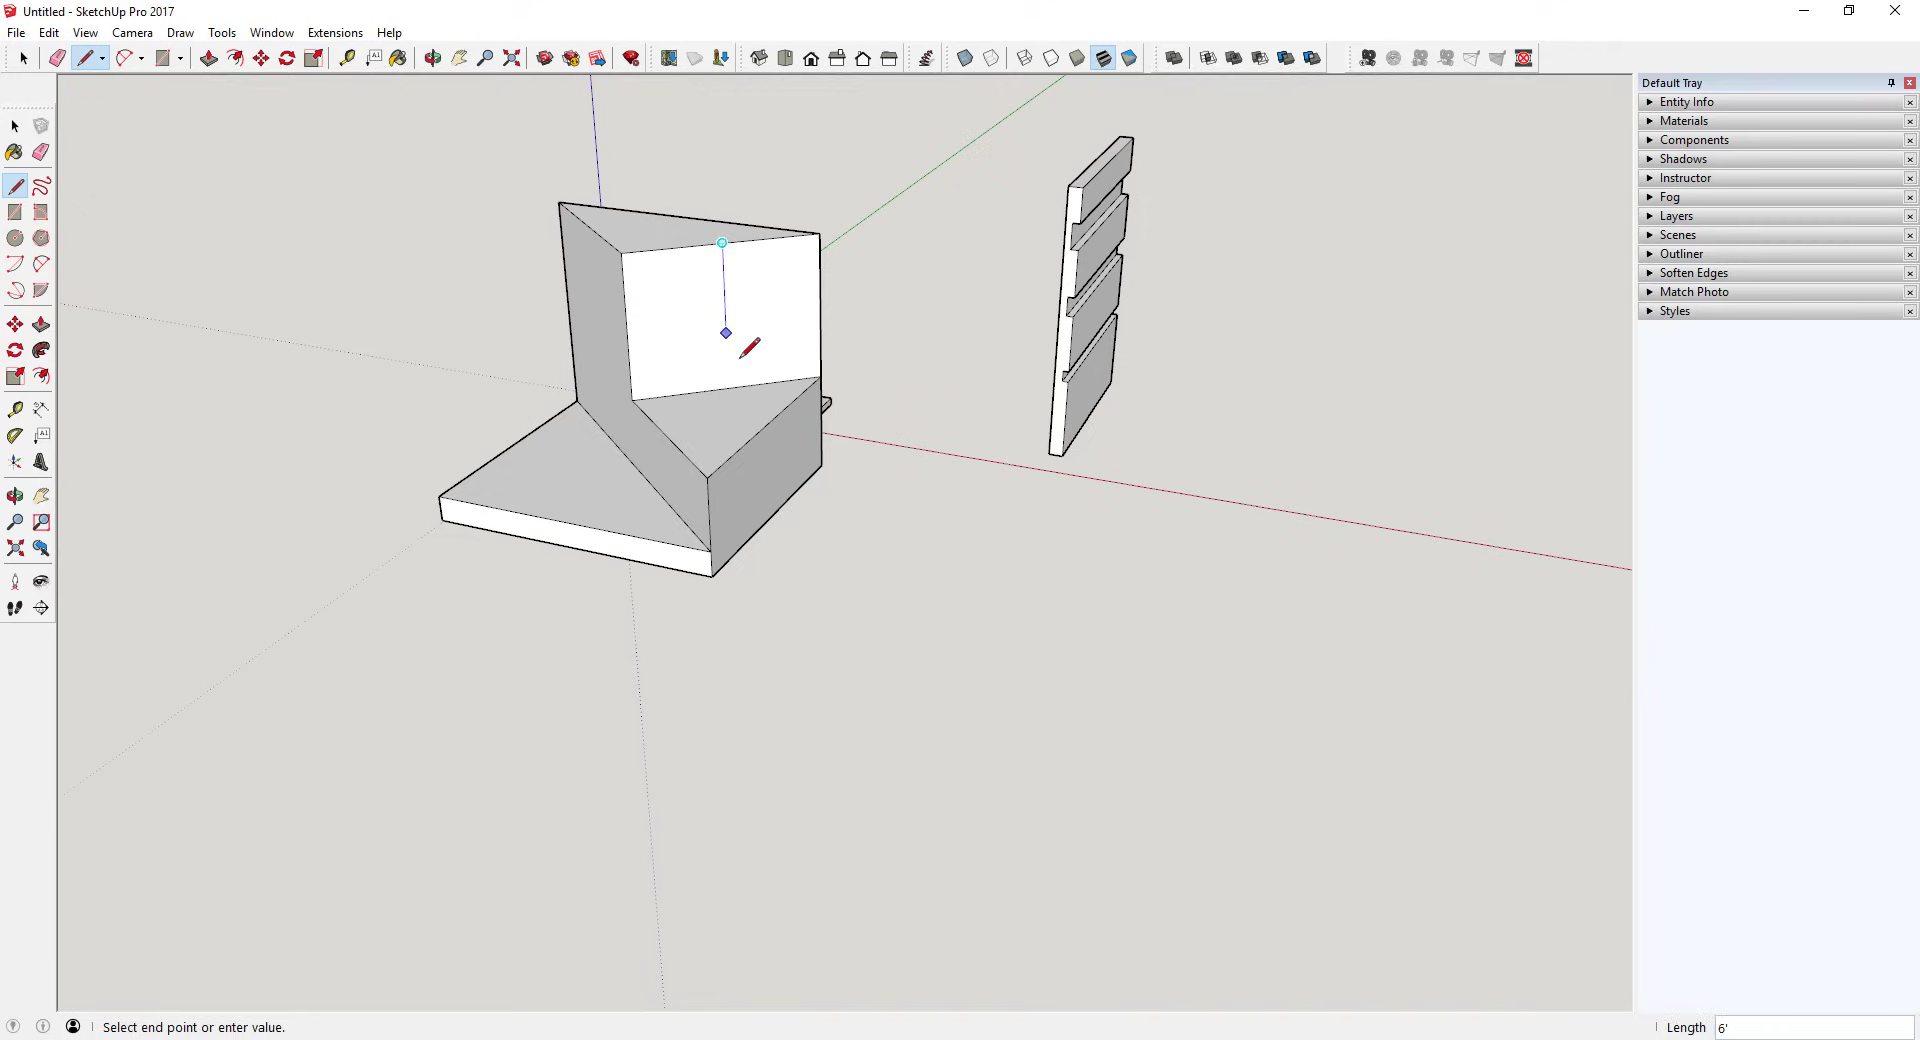 Untitled - SketchUp Pro 2017
File Edit View Camera Draw Tools Window Extensions Help
A1
Default Tray
Entity Info
Materials
Components
Shadows
Instructor
Fog
Layers
Scenes
Outliner
Soften Edges
Match Photo
Styles
A1
Select end point or enter value.
Length 6'